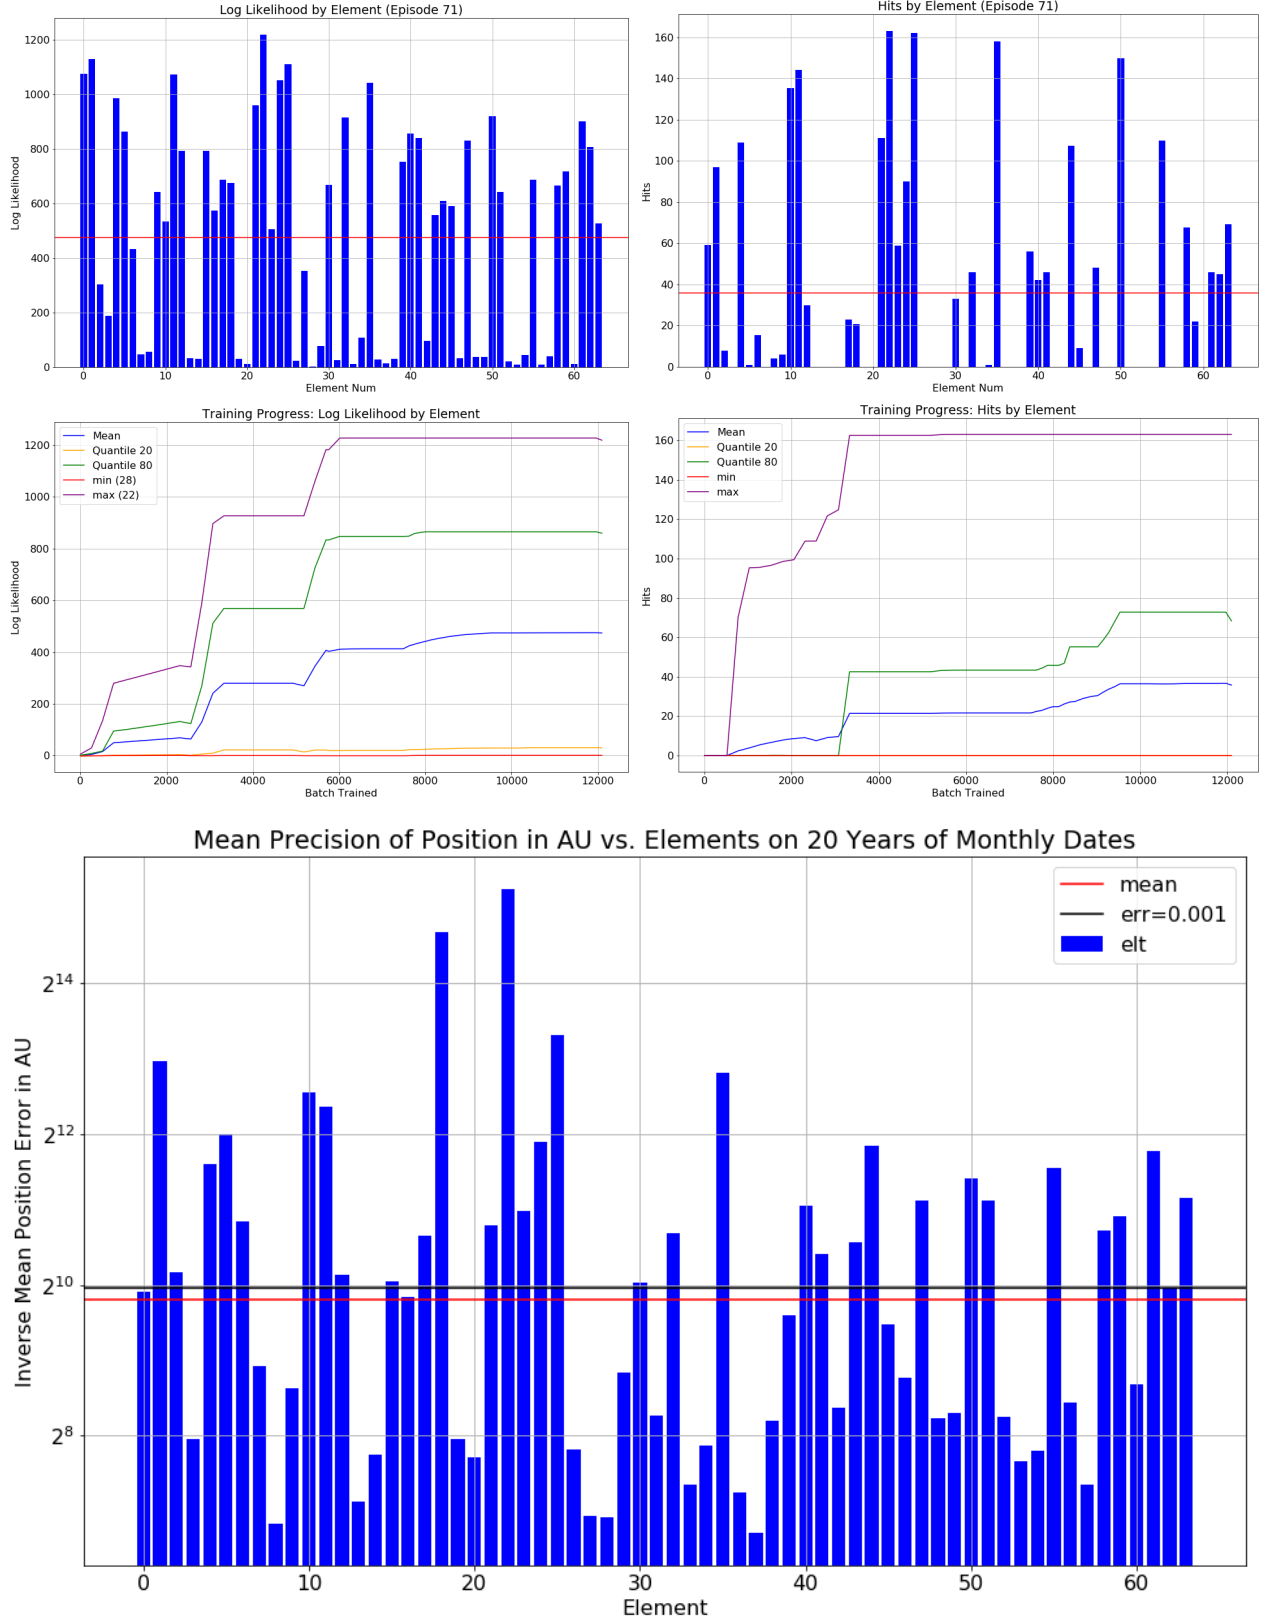 Log Likelihood by Element (Episode 71)
Log Likelihood
1200
1000
800
600
400
200
0
0 10 20 30 40 50 60
Element Num
Hits by Element (Episode 71)
Hits
160
140
120
100
80
60
40
20
0
0 10 20 30 40 50 60
Element Num
Training Progress: Log Likelihood by Element
Mean
Quantile 20
Quantile 80
min (28)
max (22)
Log Likelihood
1200
1000
800
600
400
200
0
0 2000 4000 6000 8000 10000 12000
Batch Trained
Training Progress: Hits by Element
Mean
Quantile 20
Quantile 80
min
max
Hits
160
140
120
100
80
60
40
20
0
0 2000 4000 6000 8000 10000 12000
Batch Trained
Mean Precision of Position in AU vs. Elements on 20 Years of Monthly Dates
mean
err=0.001
elt
Inverse Mean Position Error in AU
2^14
2^12
2^10
2^8
0 10 20 30 40 50 60
Element